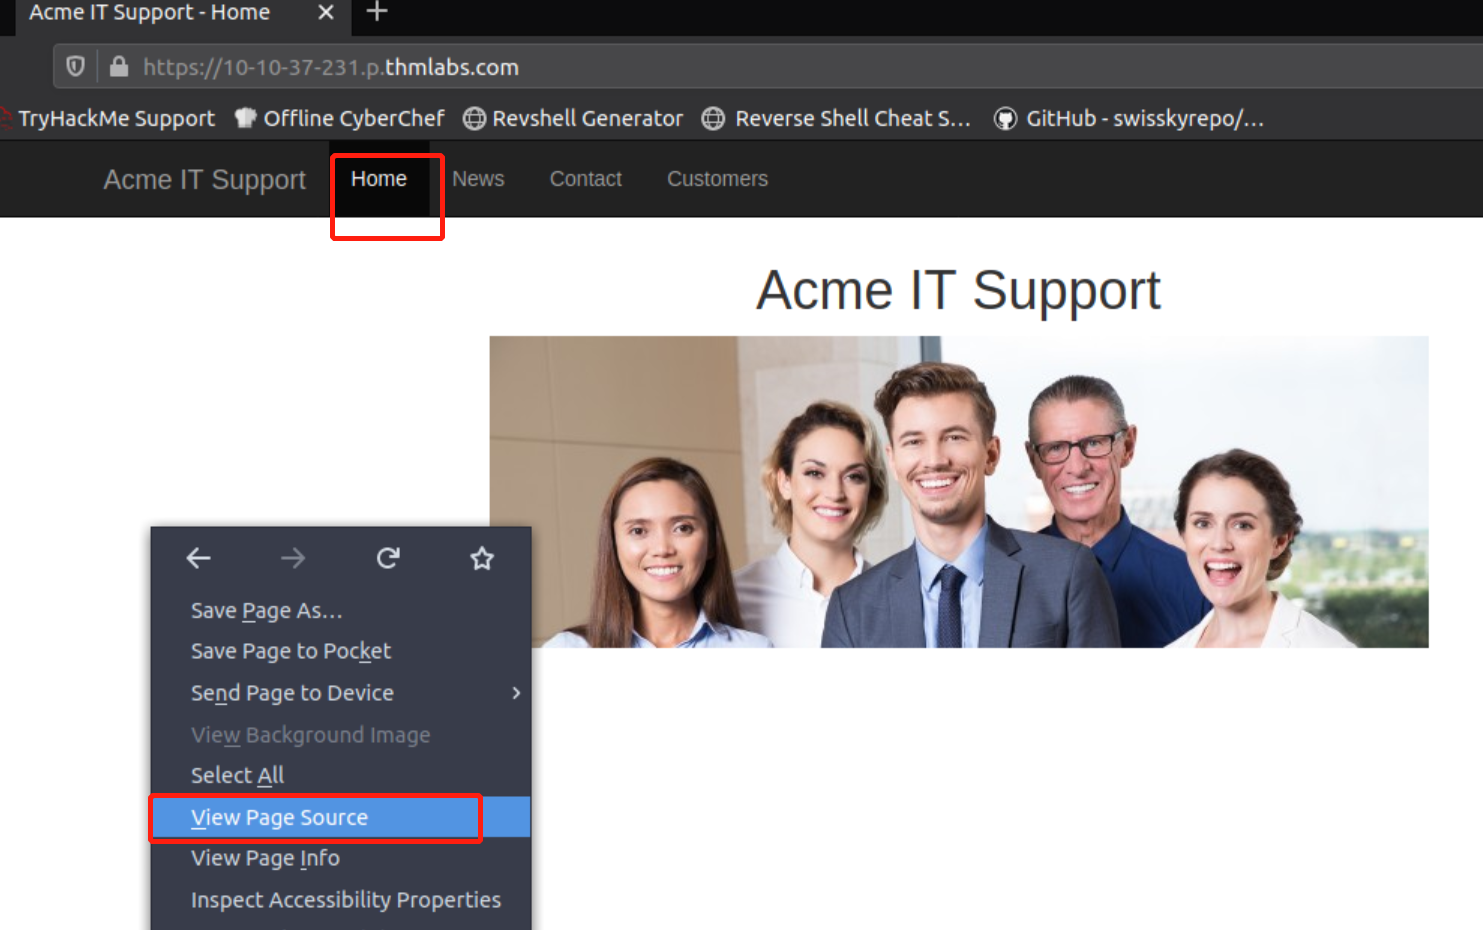 Acme IT Support - Home
https://10-10-37-231.p.thmlabs.com
TryHackMe Support Offline CyberChef Revshell Generator Reverse Shell Cheat S... GitHub - swisskyrepo/...
Acme IT Support Home News Contact Customers
Acme IT Support
Save Page As...
Save Page to Pocket
Send Page to Device
View Background Image
Select All
View Page Source
View Page Info
Inspect Accessibility Properties